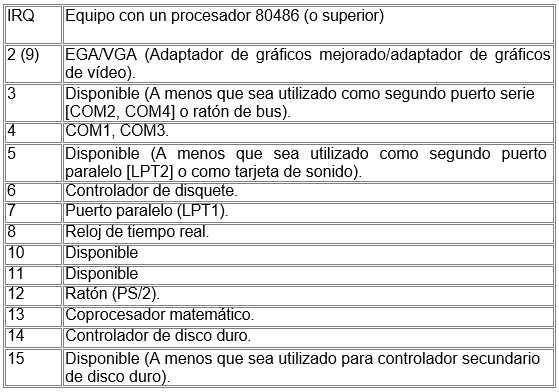 IRQ Equipo con un procesador 80486 (o superior)
2 (9) EGA/VGA (Adaptador de gráficos mejorado/adaptador de gráficos
de vídeo).
3 Disponible (A menos que sea utilizado como segundo puerto serie
[COM2, COM4] o ratón de bus).
4 COM1, COM3.
5 Disponible (A menos que sea utilizado como segundo puerto
paralelo [LPT2] o como tarjeta de sonido).
6 Controlador de disquete.
7 Puerto paralelo (LPT1).
8 Reloj de tiempo real.
10 Disponible
11 Disponible
12 Ratón (PS/2).
13 Coprocesador matemático.
14 Controlador de disco duro.
15 Disponible (A menos que sea utilizado para controlador secundario
de disco duro).